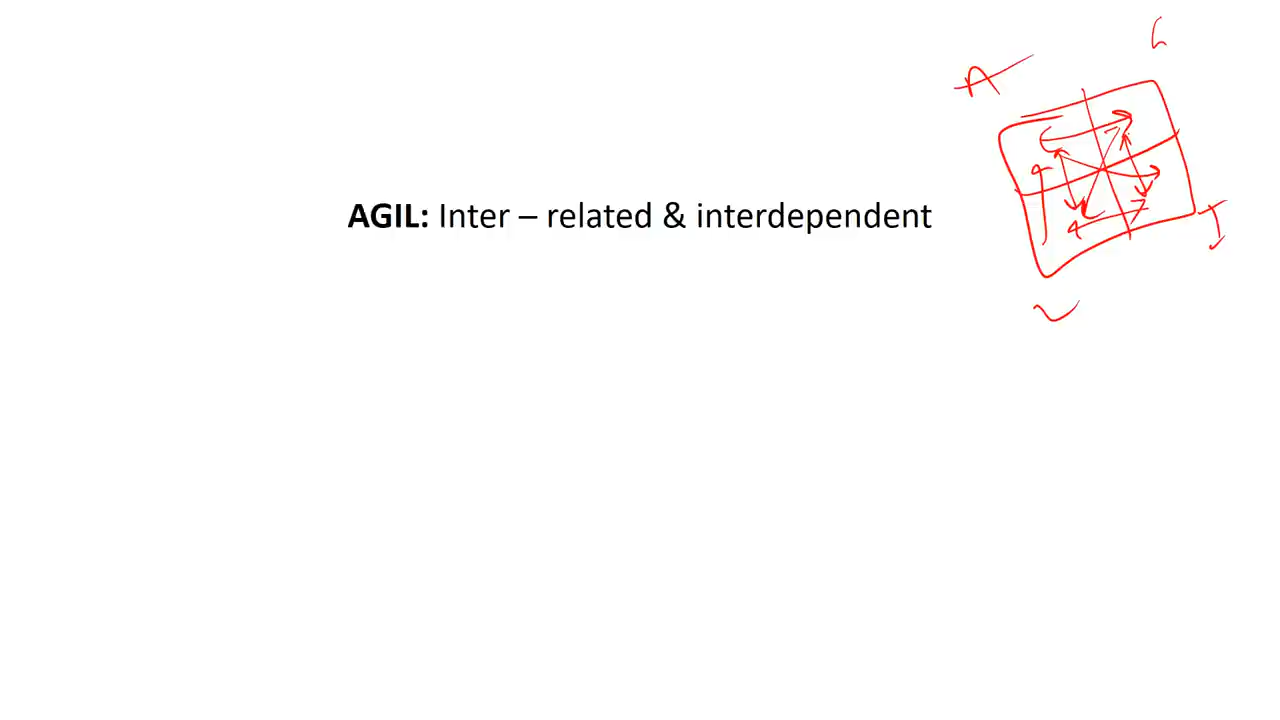 A
G
AGIL: Inter – related & interdependent
I
L